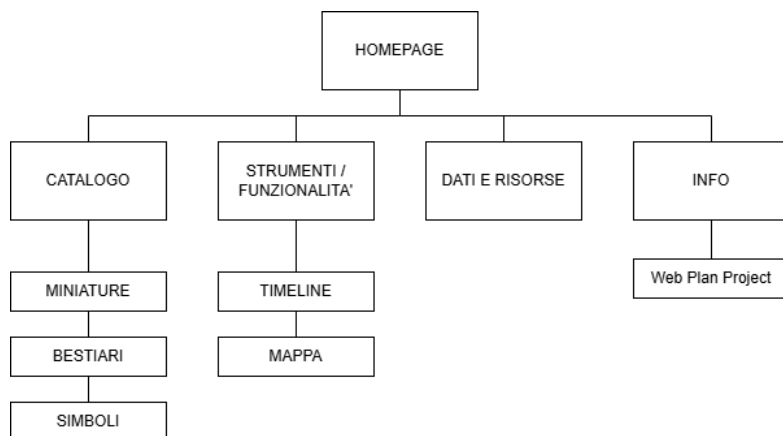 HOMEPAGE
CATALOGO
STRUMENTI /
FUNZIONALITA'
DATI E RISORSE
INFO
MINIATURE
TIMELINE
Web Plan Project
BESTIARI
MAPPA
SIMBOLI